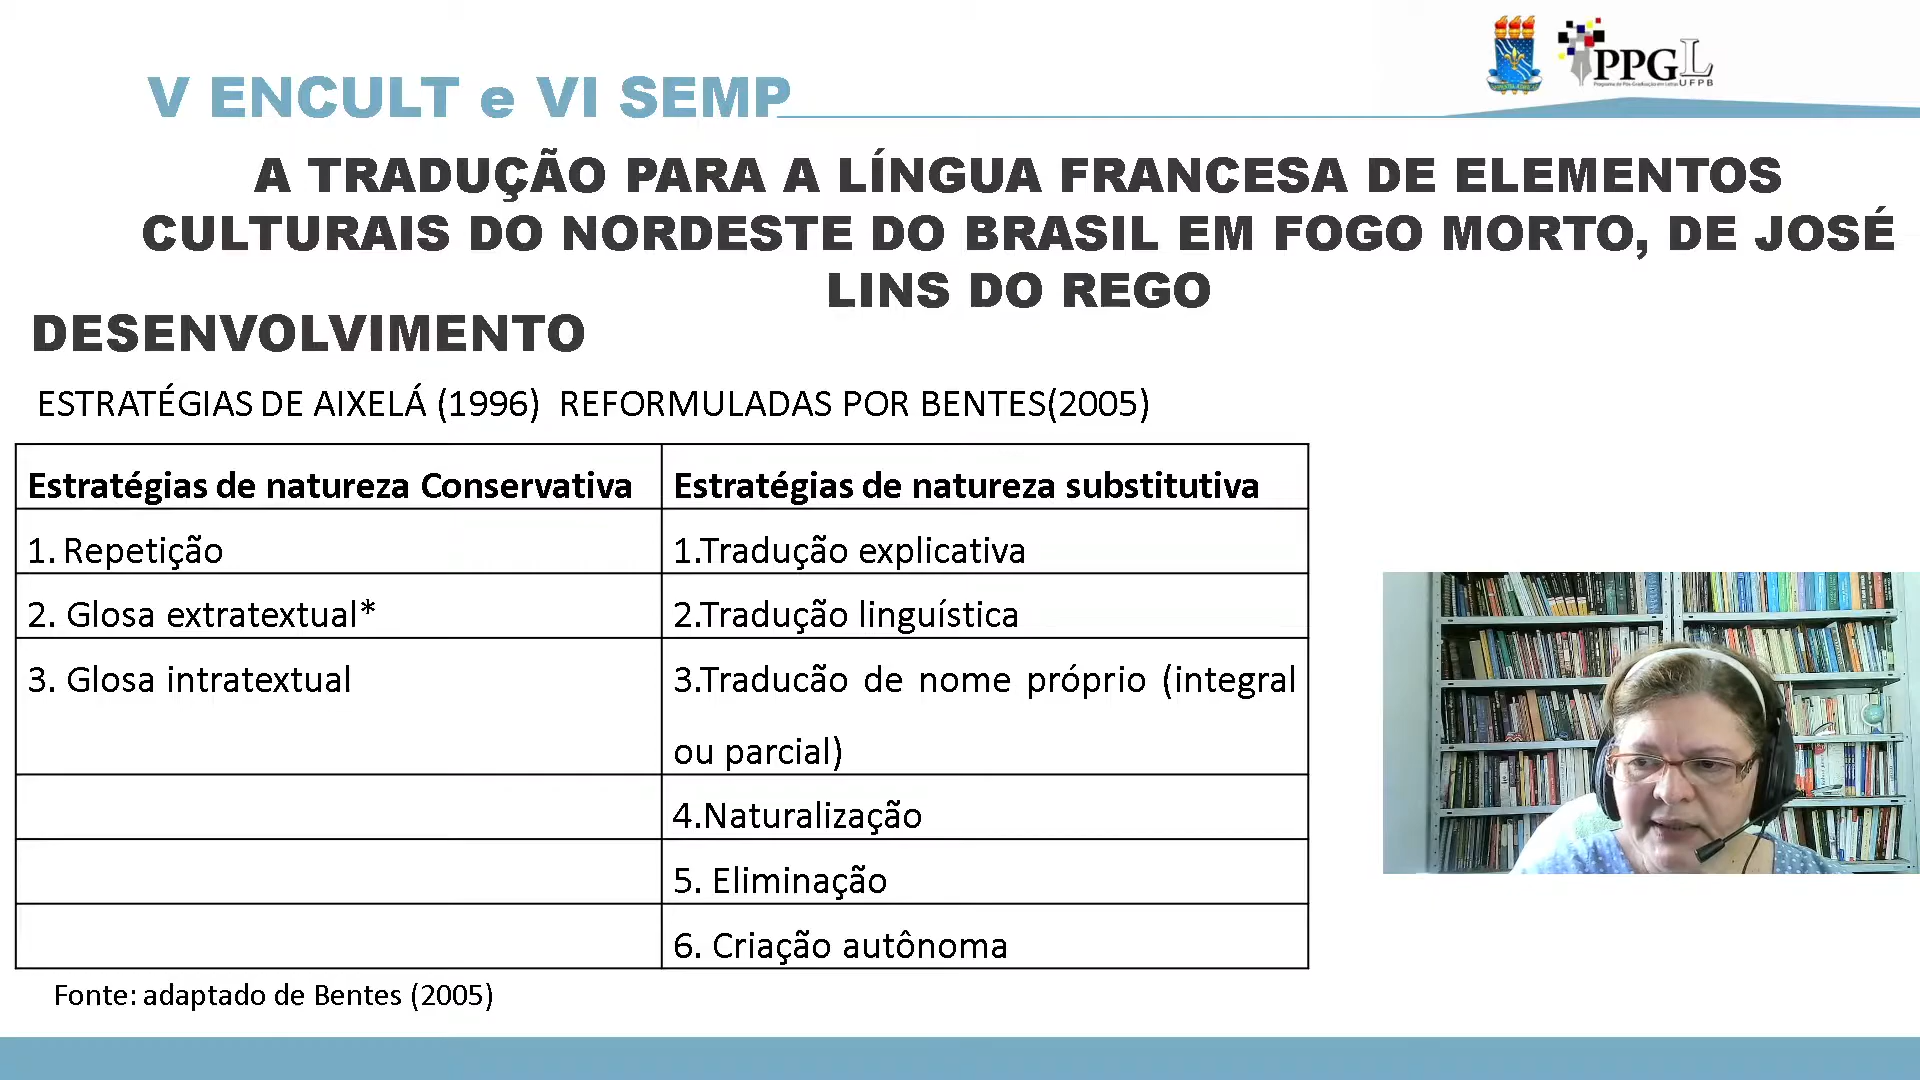 PPGL
UFPB
V ENCULT e VI SEMP
A TRADUÇÃO PARA A LÍNGUA FRANCESA DE ELEMENTOS
CULTURAIS DO NORDESTE DO BRASIL EM FOGO MORTO, DE JOSÉ
LINS DO REGO
DESENVOLVIMENTO
ESTRATÉGIAS DE AIXELÁ (1996) REFORMULADAS POR BENTES(2005)
Estratégias de natureza Conservativa
Estratégias de natureza substitutiva
1. Repetição
1.Tradução explicativa
2. Glosa extratextual*
2.Tradução linguística
3. Glosa intratextual
3.Traducão de nome próprio (integral
ou parcial)
4.Naturalização
5. Eliminação
6. Criação autônoma
Fonte: adaptado de Bentes (2005)